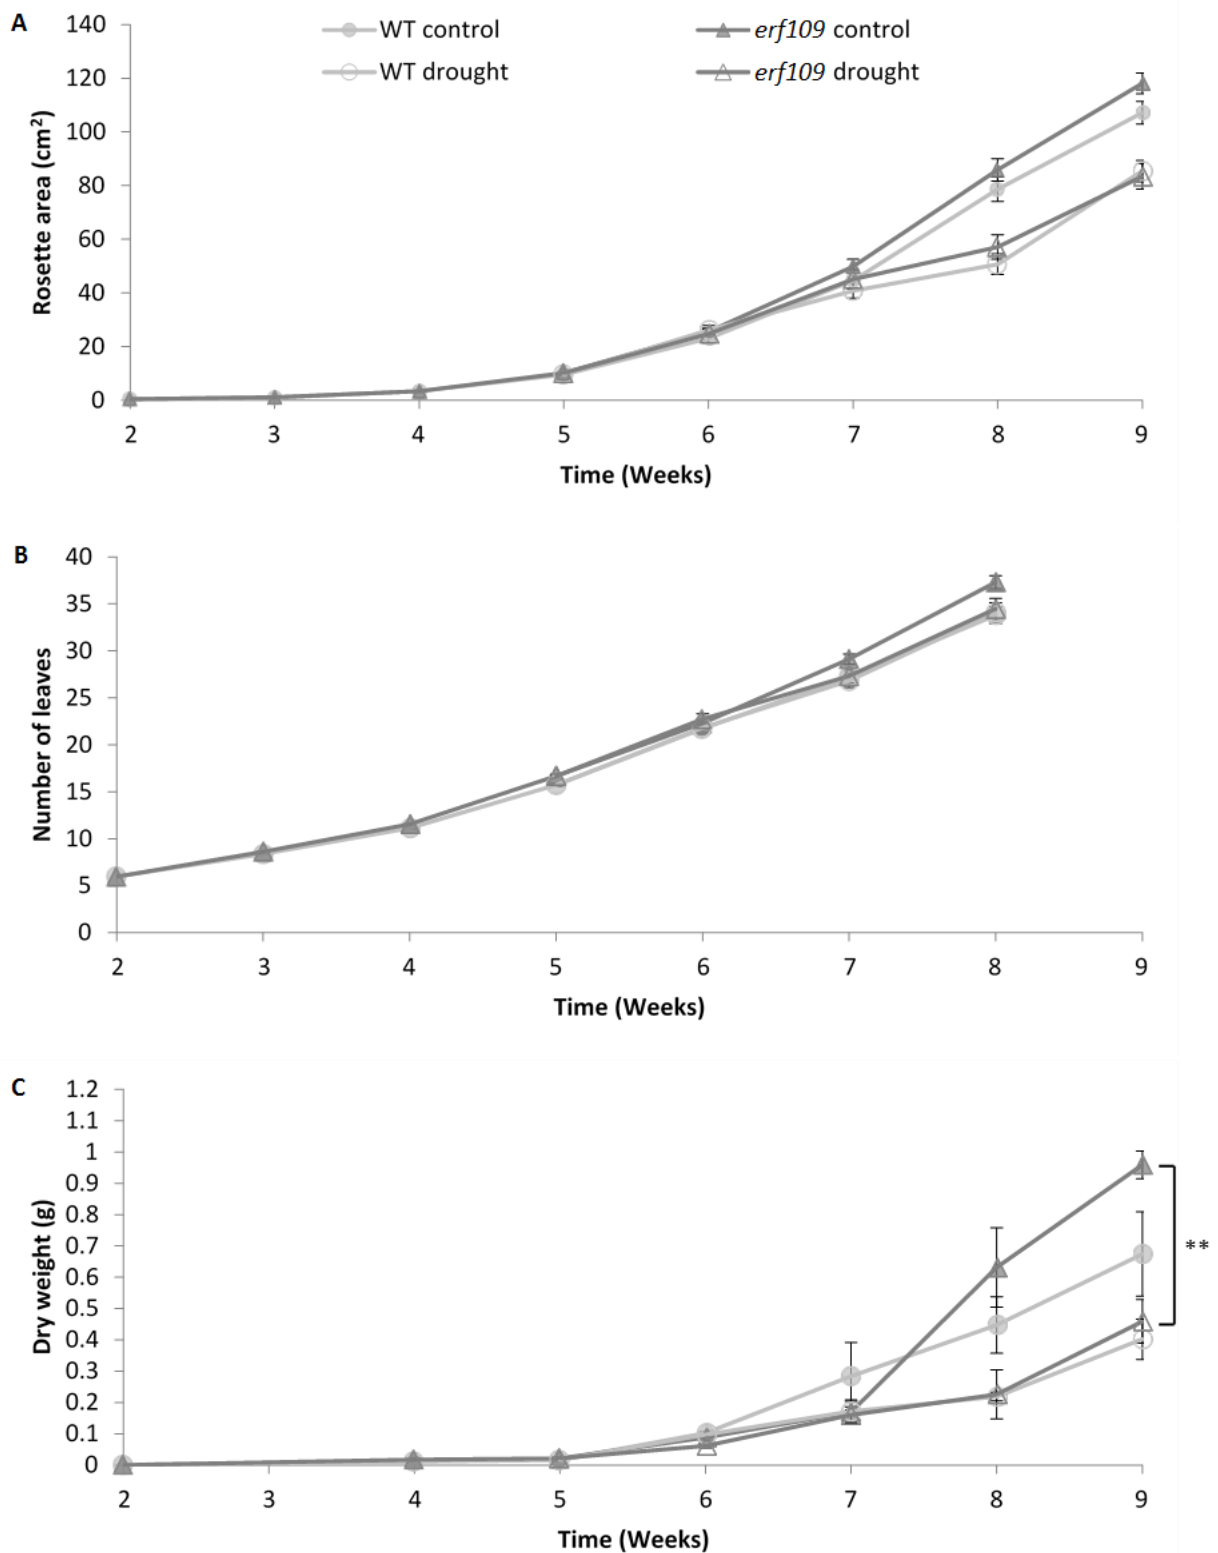 A
WT control
erf109 control
WT drought
erf109 drought
140
120
100
80
60
40
20
0
Rosette area (cm²)
2 3 4 5 6 7 8 9
Time (Weeks)
B
40
35
30
25
20
15
10
5
0
Number of leaves
2 3 4 5 6 7 8 9
Time (Weeks)
C
1.2
1.1
1
0.9
0.8
0.7
0.6
0.5
0.4
0.3
0.2
0.1
0
Dry weight (g)
**
2 3 4 5 6 7 8 9
Time (Weeks)